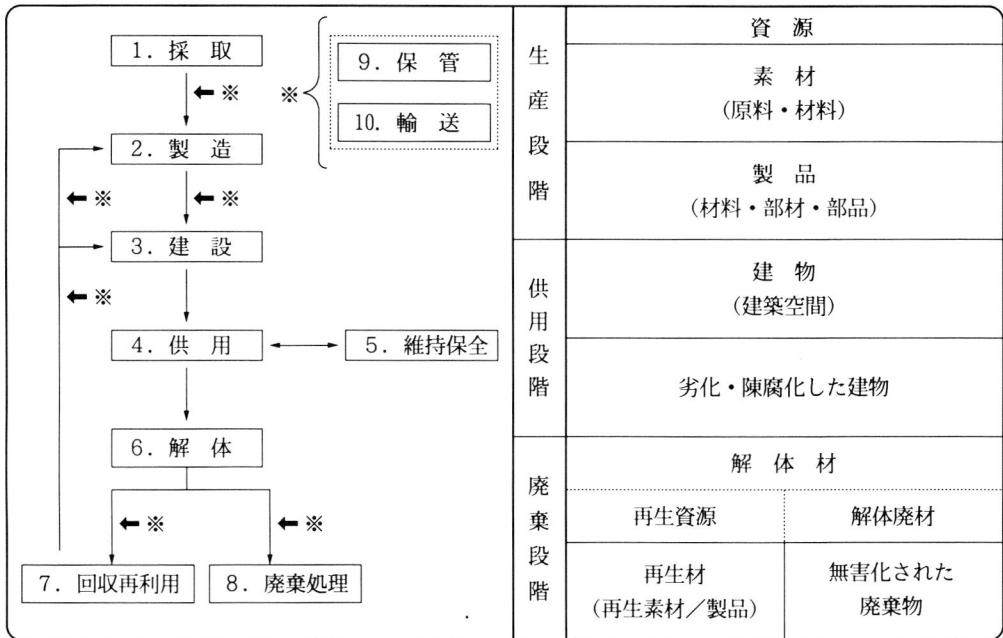 1. 採 取
← ※
※
9. 保 管
10. 輸 送
2. 製 造
← ※
← ※
3. 建 設
← ※
4. 供 用
5. 維持保全
6. 解 体
← ※
← ※
7. 回収再利用
8. 廃棄処理
生産段階
資 源
素 材
(原料・材料)
製 品
(材料・部材・部品)
供用段階
建 物
(建築空間)
劣化・陳腐化した建物
廃棄段階
解 体 材
再生資源
解体廃材
再生材
(再生素材/製品)
無害化された
廃棄物